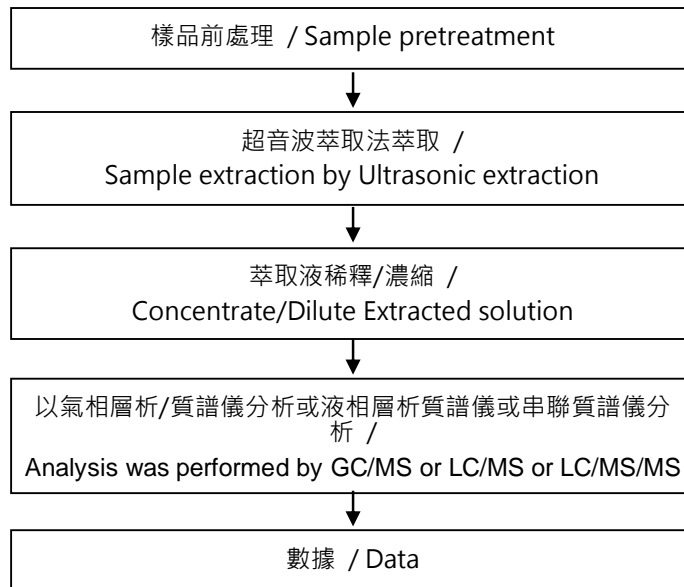 樣品前處理 / Sample pretreatment
超音波萃取法萃取 /
Sample extraction by Ultrasonic extraction
萃取液稀釋/濃縮 /
Concentrate/Dilute Extracted solution
以氣相層析/質譜儀分析或液相層析質譜儀或串聯質譜儀分
析 /
Analysis was performed by GC/MS or LC/MS or LC/MS/MS
數據 / Data